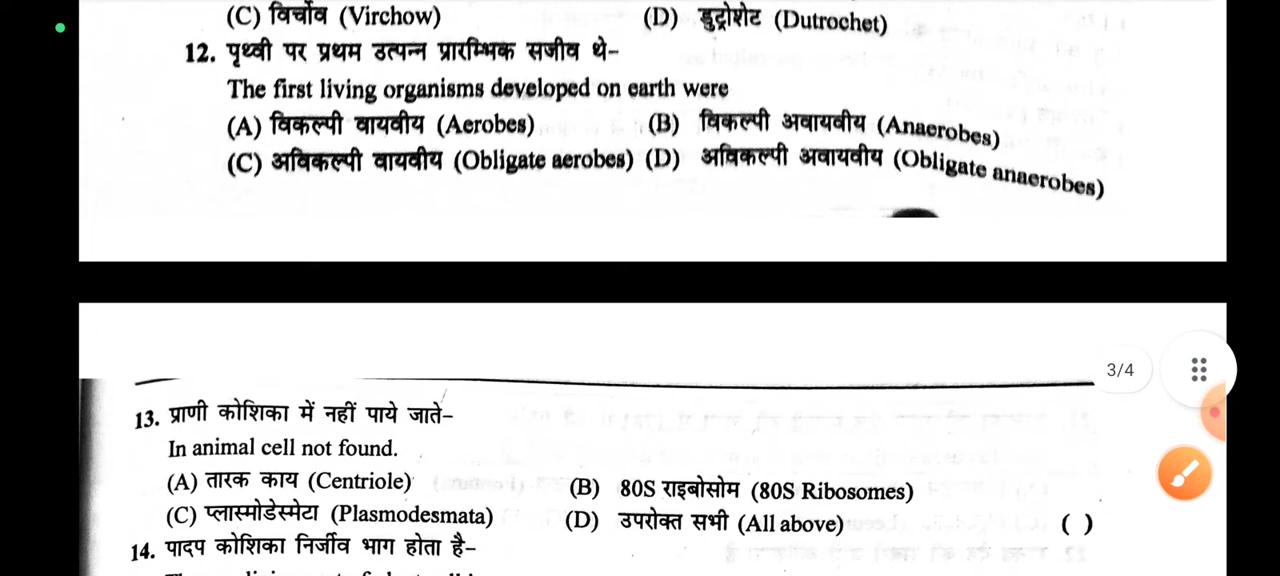 (C) विर्चोव (Virchow) (D) डुट्रोशेट (Dutrochet)
12. पृथ्वी पर प्रथम उत्पन्न प्रारम्भिक सजीव थे-
The first living organisms developed on earth were
(A) विकल्पी वायवीय (Aerobes) (B) विकल्पी अवायवीय (Anaerobes)
(C) अविकल्पी वायवीय (Obligate aerobes) (D) अविकल्पी अवायवीय (Obligate anaerobes)
3/4
13. प्राणी कोशिका में नहीं पाये जाते-
In animal cell not found.
(A) तारक काय (Centriole) (B) 80S राइबोसोम (80S Ribosomes)
(C) प्लास्मोडेस्मेटा (Plasmodesmata) (D) उपरोक्त सभी (All above) ( )
14. पादप कोशिका निर्जीव भाग होता है-